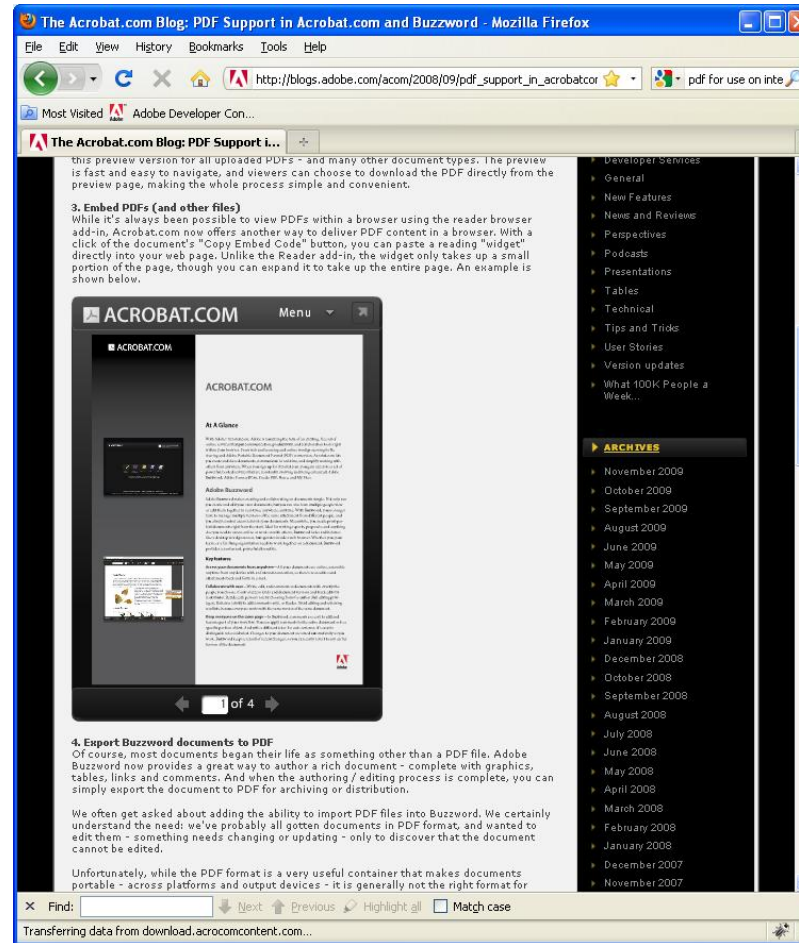 The Acrobat.com Blog: PDF Support in Acrobat.com and Buzzword - Mozilla Firefox
File Edit View History Bookmarks Tools Help
http://blogs.adobe.com/acom/2008/09/pdf_support_in_acrobatcor
pdf for use on inte
Most Visited Adobe Developer Con...
The Acrobat.com Blog: PDF Support i...
this preview version for all uploaded PDFs - and many other document types. The preview
is fast and easy to navigate, and viewers can choose to download the PDF directly from the
preview page, making the whole process simple and convenient.
3. Embed PDFs (and other files)
While it's always been possible to view PDFs within a browser using the reader browser
add-in, Acrobat.com now offers another way to deliver PDF content in a browser. With a
click of the document's "Copy Embed Code" button, you can paste a reading "widget"
directly into your web page. Unlike the Reader add-in, the widget only takes up a small
portion of the page, though you can expand it to take up the entire page. An example is
shown below.
ACROBAT.COM Menu
ACROBAT.COM
ACROBAT.COM
At A Glance
Adobe Buzzword
Key features
1 of 4
4. Export Buzzword documents to PDF
Of course, most documents began their life as something other than a PDF file. Adobe
Buzzword now provides a great way to author a rich document - complete with graphics,
tables, links and comments. And when the authoring / editing process is complete, you can
simply export the document to PDF for archiving or distribution.
We often get asked about adding the ability to import PDF files into Buzzword. We certainly
understand the need: we've probably all gotten documents in PDF format, and wanted to
edit them - something needs changing or updating - only to discover that the document
cannot be edited.
Unfortunately, while the PDF format is a very useful container that makes documents
portable - across platforms and output devices - it is generally not the right format for
Developer Services
General
New Features
News and Reviews
Perspectives
Podcasts
Presentations
Tables
Technical
Tips and Tricks
User Stories
Version updates
What 100K People a
Week...
ARCHIVES
November 2009
October 2009
September 2009
August 2009
June 2009
May 2009
April 2009
March 2009
February 2009
January 2009
December 2008
October 2008
September 2008
August 2008
July 2008
June 2008
May 2008
April 2008
March 2008
February 2008
January 2008
December 2007
November 2007
Find: Next Previous Highlight all Match case
Transferring data from download.acrocomcontent.com...